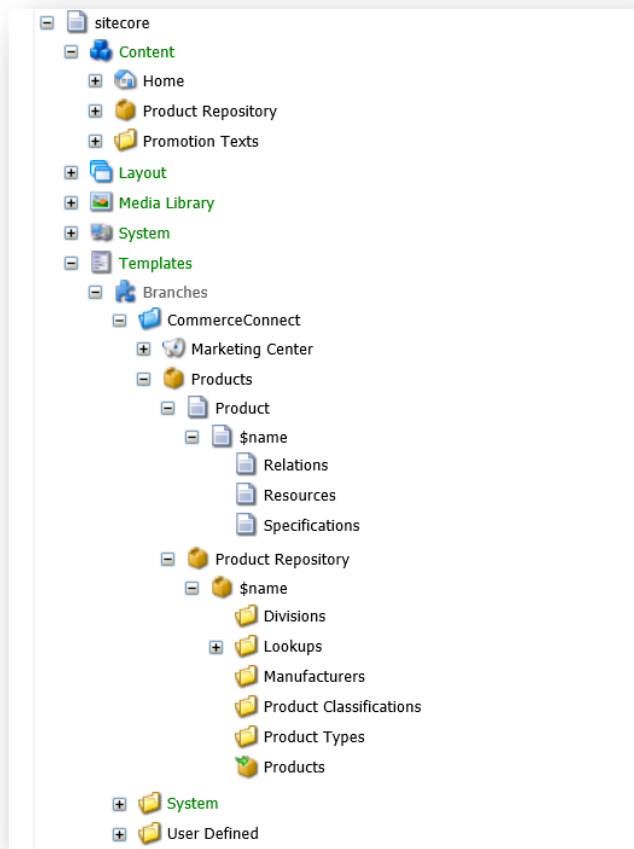 sitecore
Content
Home
Product Repository
Promotion Texts
Layout
Media Library
System
Templates
Branches
CommerceConnect
Marketing Center
Products
Product
$name
Relations
Resources
Specifications
Product Repository
$name
Divisions
Lookups
Manufacturers
Product Classifications
Product Types
Products
System
User Defined